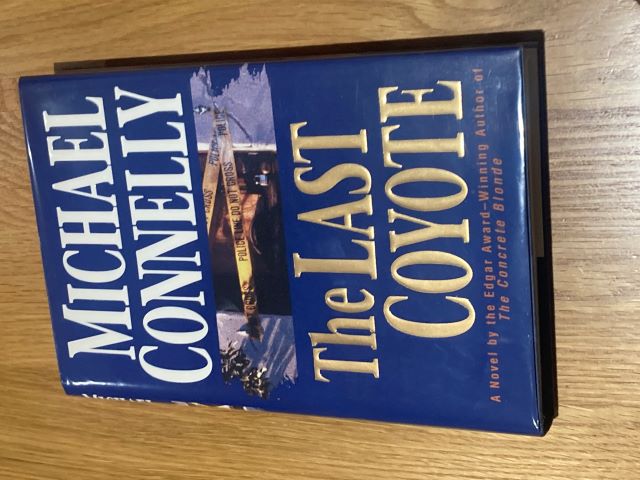 MICHAEL
CONNELLY
POLICE LINE DO NOT CROSS
The LAST
COYOTE
A Novel by the Edgar Award–Winning Author of
The Concrete Blonde
MICHAEL